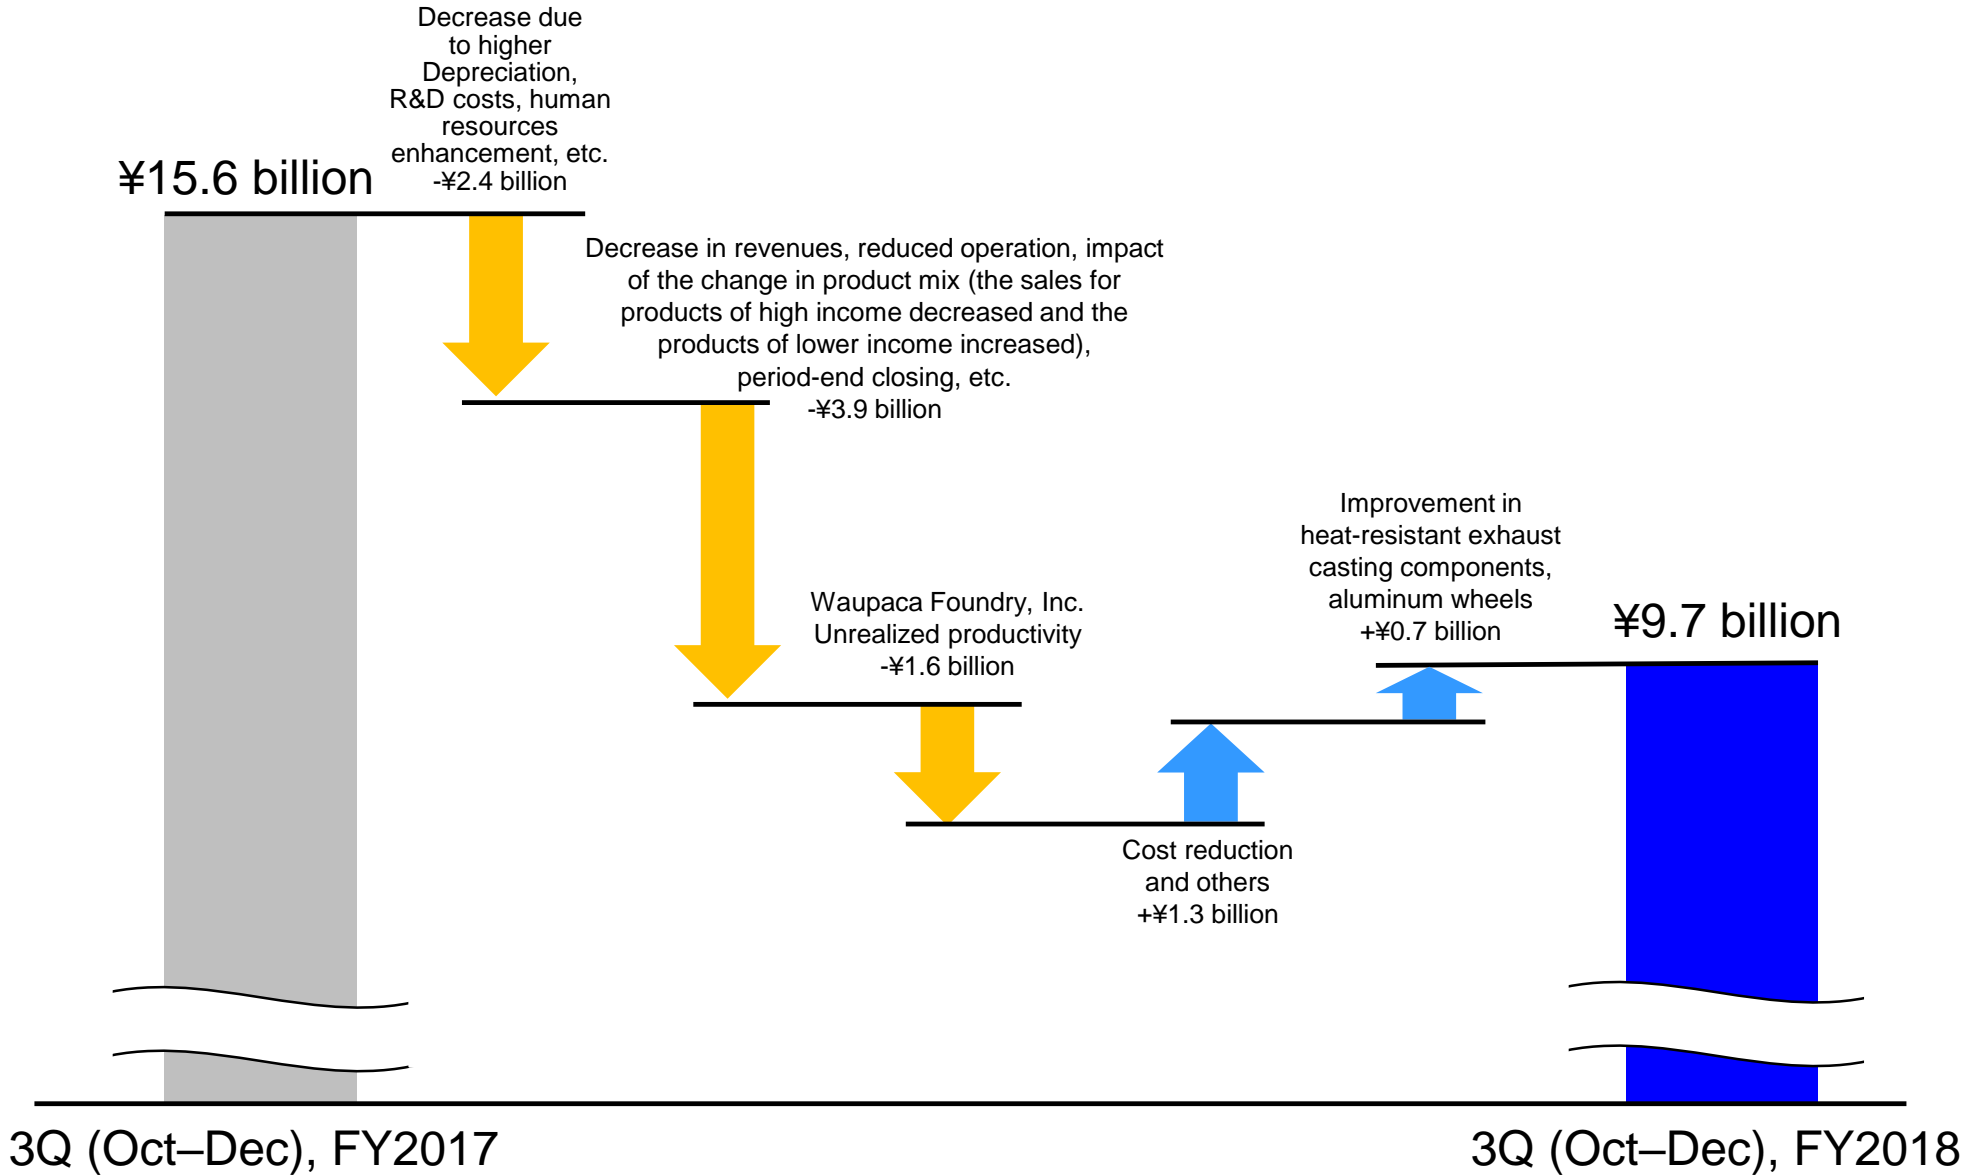 Decrease due
to higher
Depreciation,
R&D costs, human
resources
enhancement, etc.
-¥2.4 billion
¥15.6 billion
Decrease in revenues, reduced operation, impact
of the change in product mix (the sales for
products of high income decreased and the
products of lower income increased),
period-end closing, etc.
-¥3.9 billion
Waupaca Foundry, Inc.
Unrealized productivity
-¥1.6 billion
Cost reduction
and others
+¥1.3 billion
Improvement in
heat-resistant exhaust
casting components,
aluminum wheels
+¥0.7 billion
¥9.7 billion
3Q (Oct–Dec), FY2017
3Q (Oct–Dec), FY2018